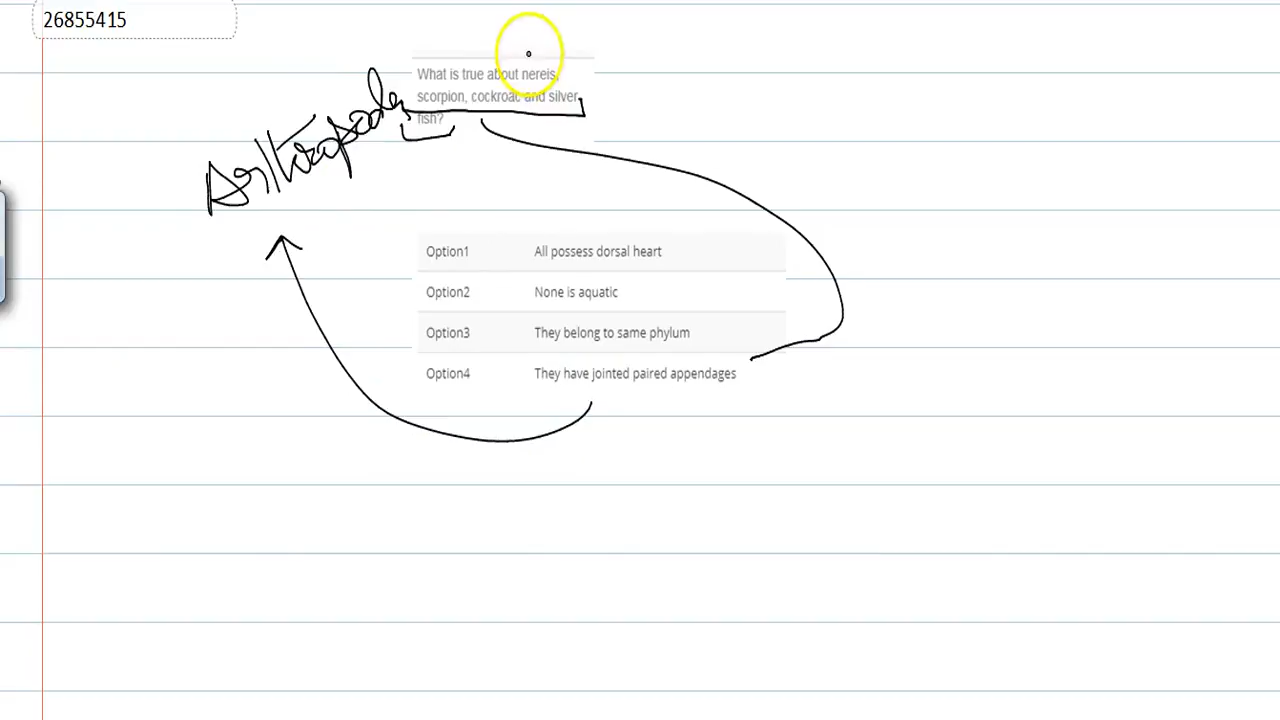 26855415
What is true about nereis,
scorpion, cockroac and silver
fish?
Arthropoda
Option1 All possess dorsal heart
Option2 None is aquatic
Option3 They belong to same phylum
Option4 They have jointed paired appendages